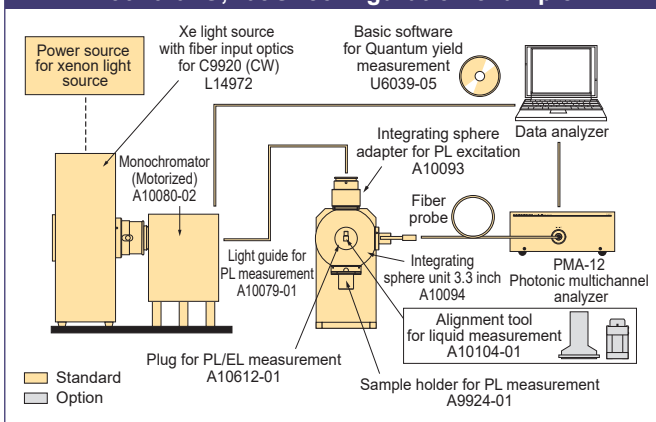 Power source
for xenon light
source
Xe light source
with fiber input optics
for C9920 (CW)
L14972
Basic software
for Quantum yield
measurement
U6039-05
Data analyzer
Monochromator
(Motorized)
A10080-02
Integrating sphere
adapter for PL excitation
A10093
Fiber
probe
Light guide for
PL measurement
A10079-01
Integrating
sphere unit 3.3 inch
A10094
PMA-12
Photonic multichannel
analyzer
Alignment tool
for liquid measurement
A10104-01
Plug for PL/EL measurement
A10612-01
Sample holder for PL measurement
A9924-01
Standard
Option